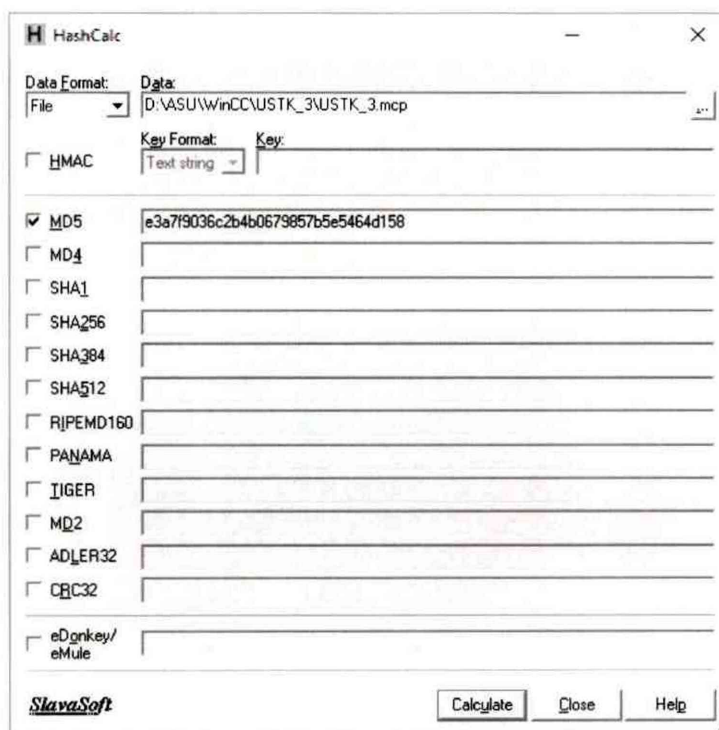 H HashCalc
Data Format: Data:
File D:\ASU\WinCC\USTK_3\USTK_3.mcp ...
Key Format: Key:
HMAC Text string
MD5 e3a7f9036c2b4b0679857b5e5464d158
MD4
SHA1
SHA256
SHA384
SHA512
RIPEMD160
PANAMA
TIGER
MD2
ADLER32
CRC32
eDonkey/
eMule
SlavaSoft Calculate Close Help